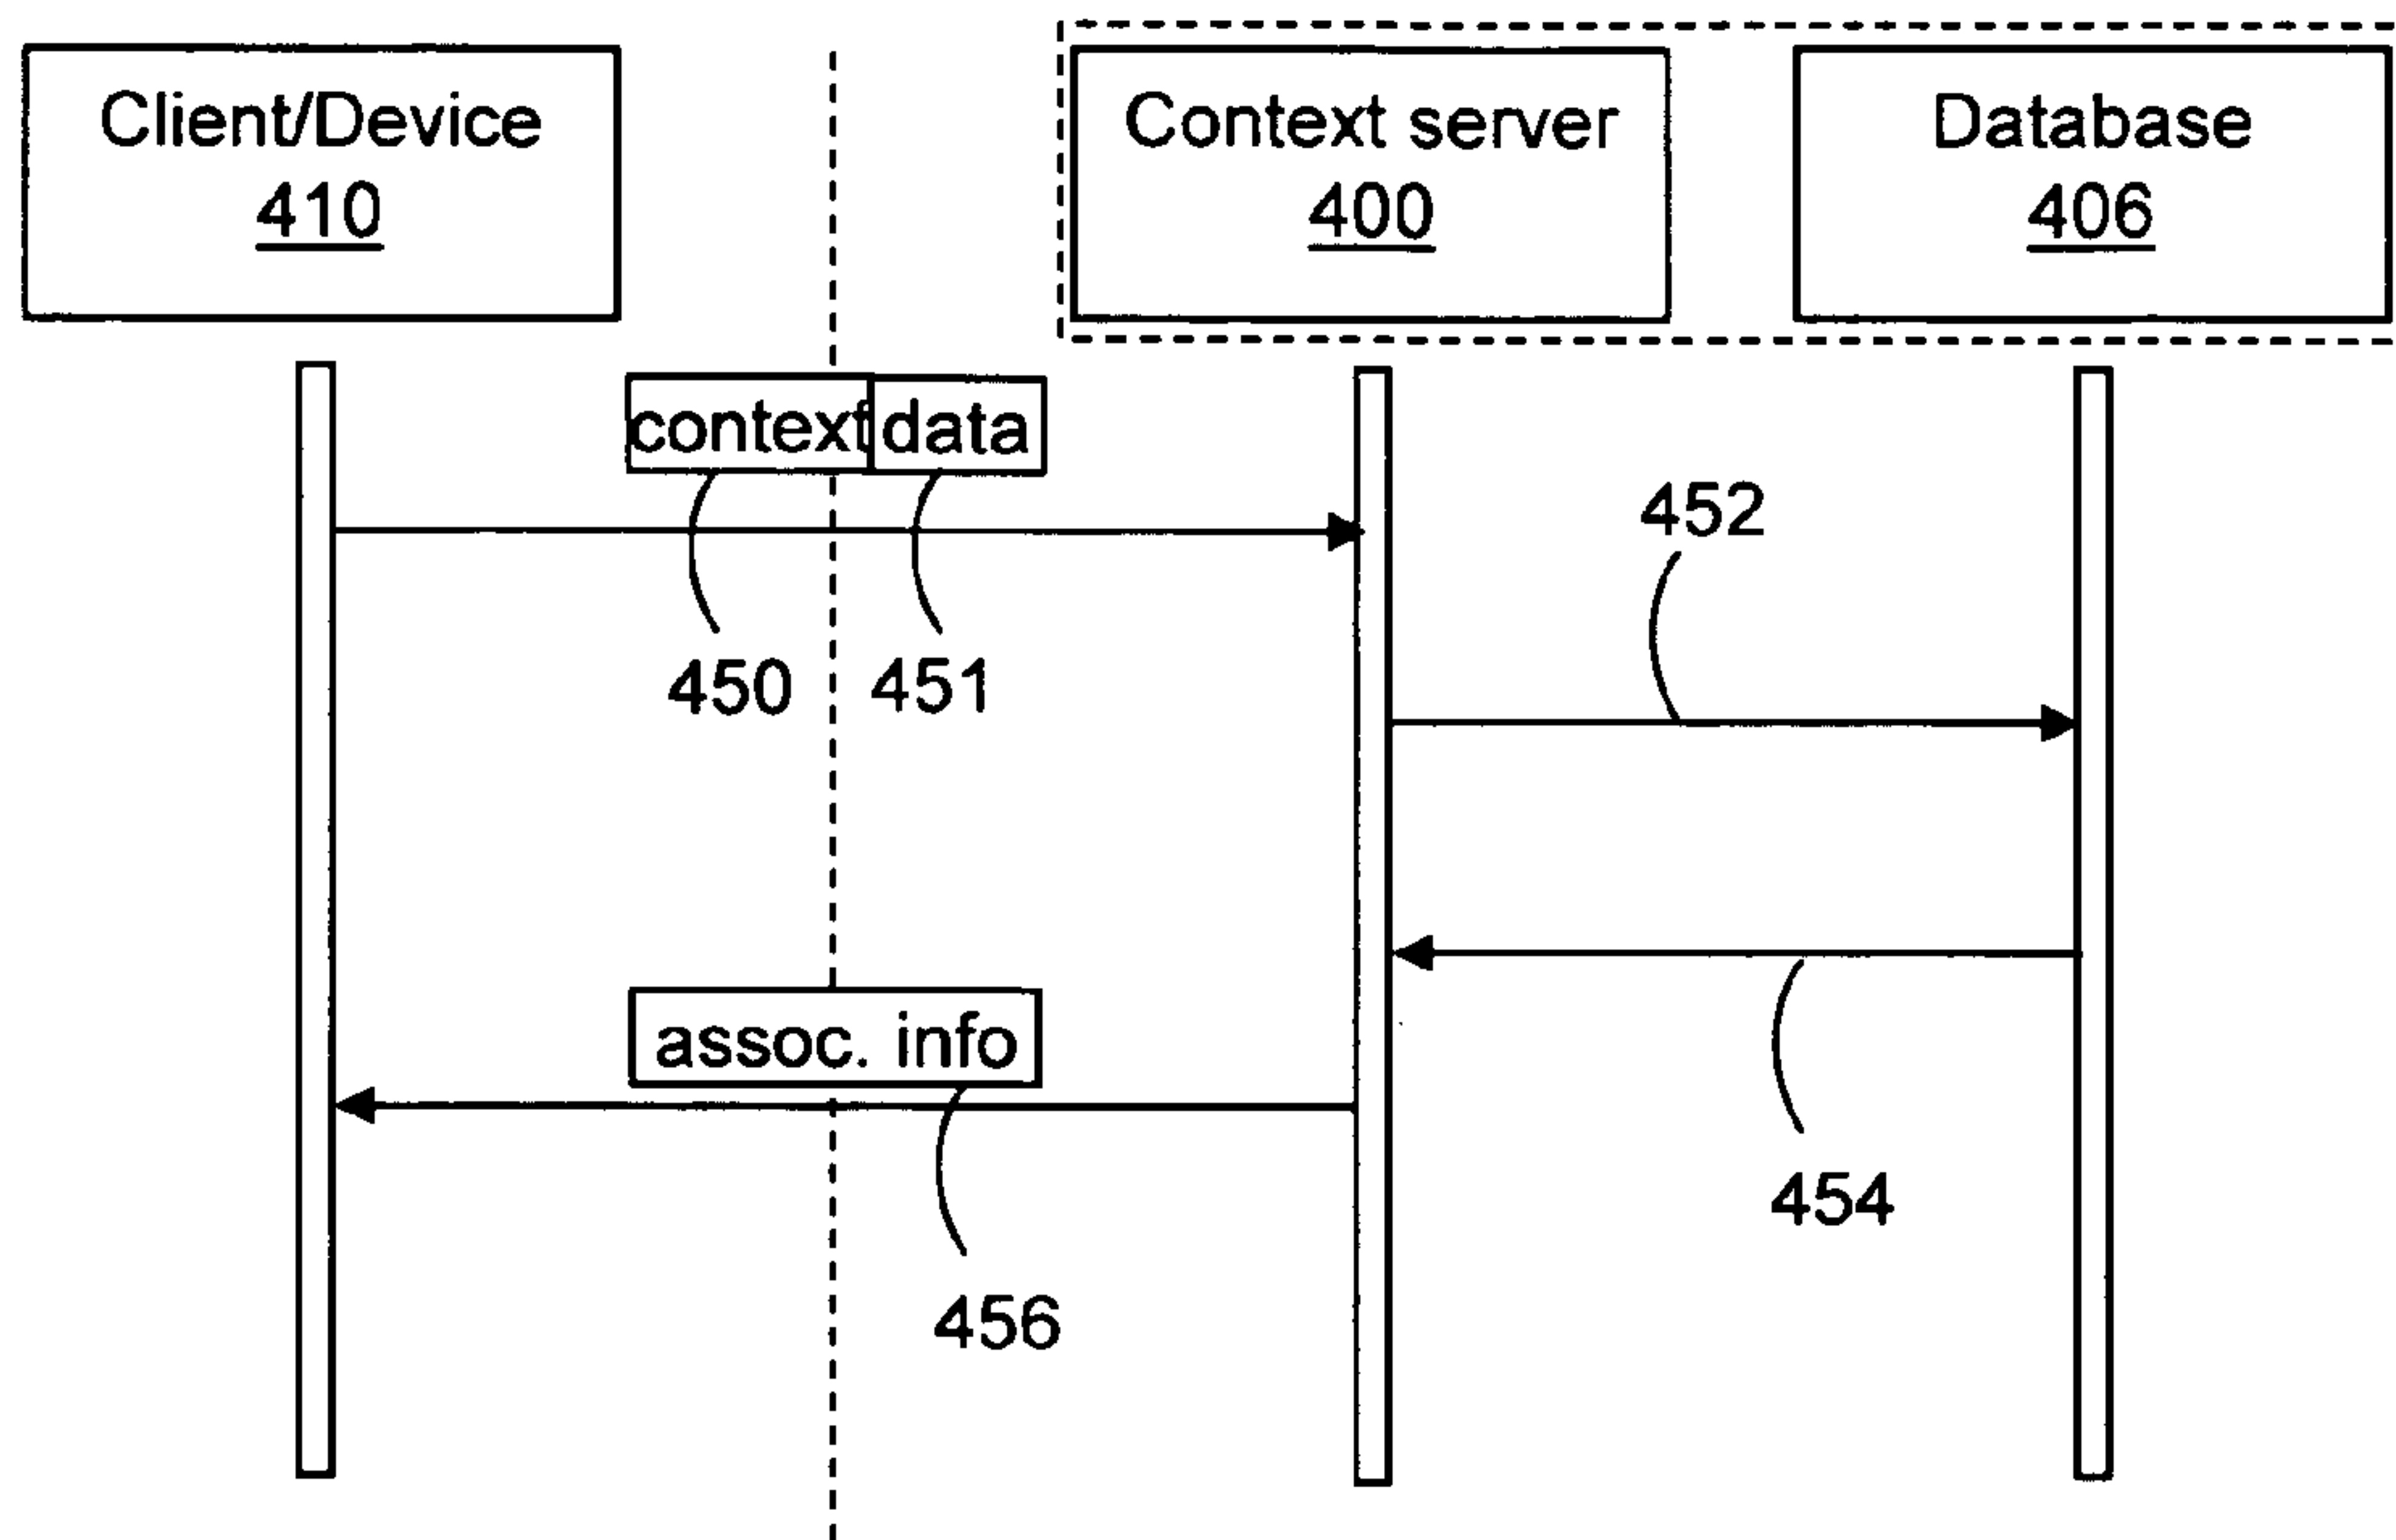 Client/Device
410
Context server
400
Database
406
context data
452
450 451
assoc. info
454
456